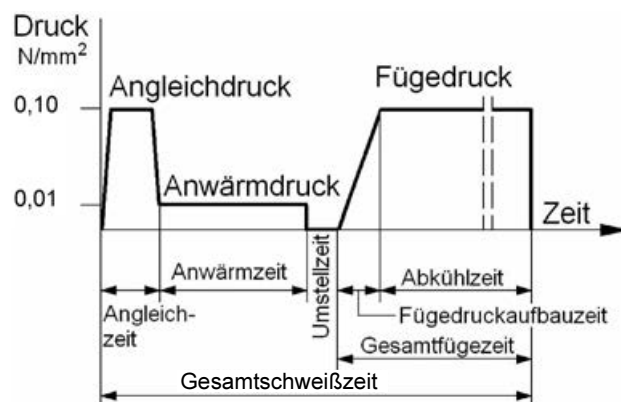 Druck
N/mm²
0,10
0,01
Angleichdruck
Fügedruck
Anwärmdruck
Zeit
Anwärmzeit
Umstellzeit
Abkühlzeit
Angleich-
zeit
Fügedruckaufbauzeit
Gesamtfügezeit
Gesamtschweißzeit